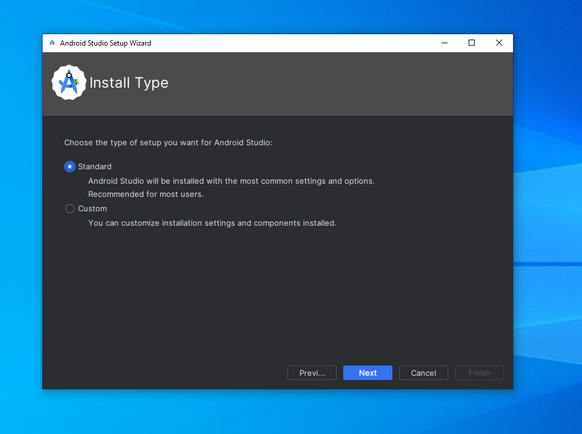 Android Studio Setup Wizard
Install Type
Choose the type of setup you want for Android Studio:
Standard
Android Studio will be installed with the most common settings and options.
Recommended for most users.
Custom
You can customize installation settings and components installed.
Previ... Next Cancel Finish